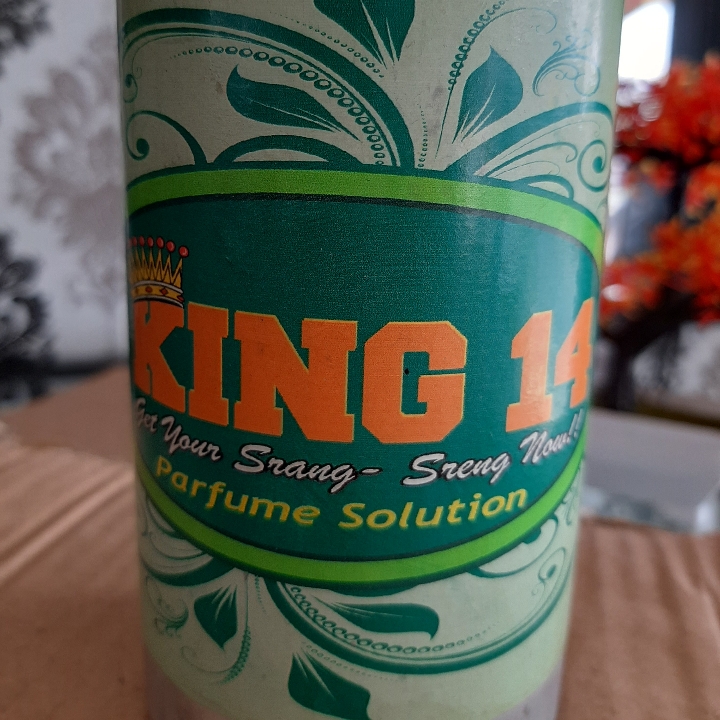 KING 14
Get Your Srang- Sreng Now!!
Parfume Solution